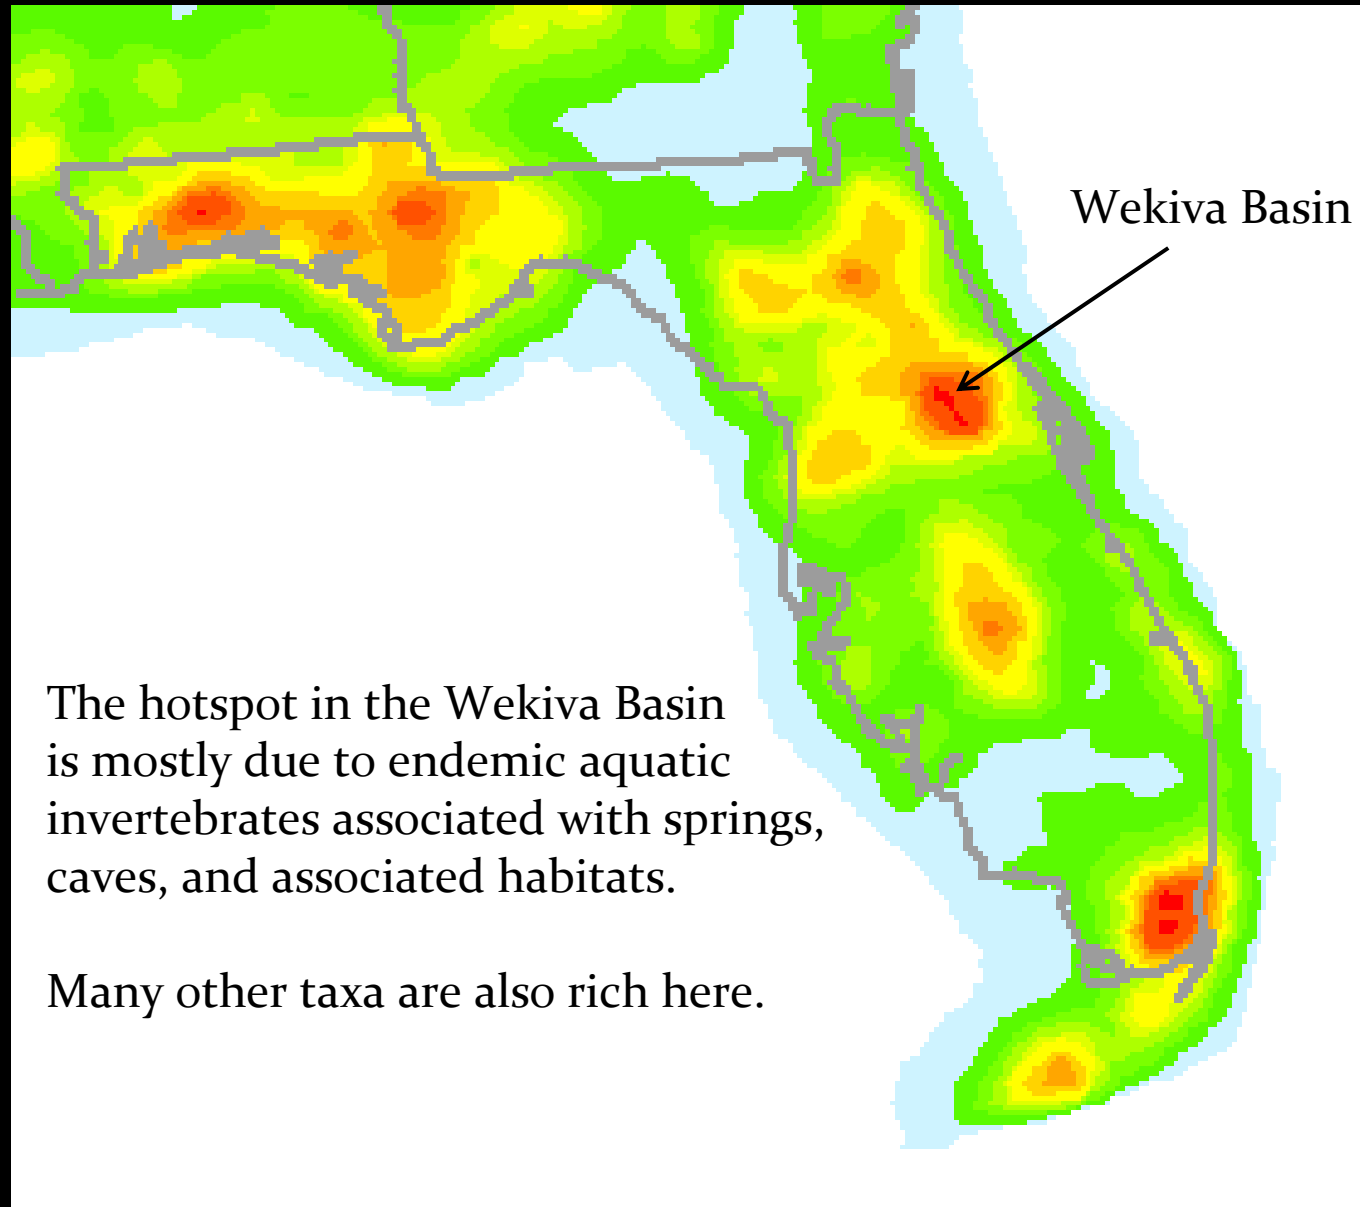 Wekiva Basin
The hotspot in the Wekiva Basin
is mostly due to endemic aquatic
invertebrates associated with springs,
caves, and associated habitats.
Many other taxa are also rich here.